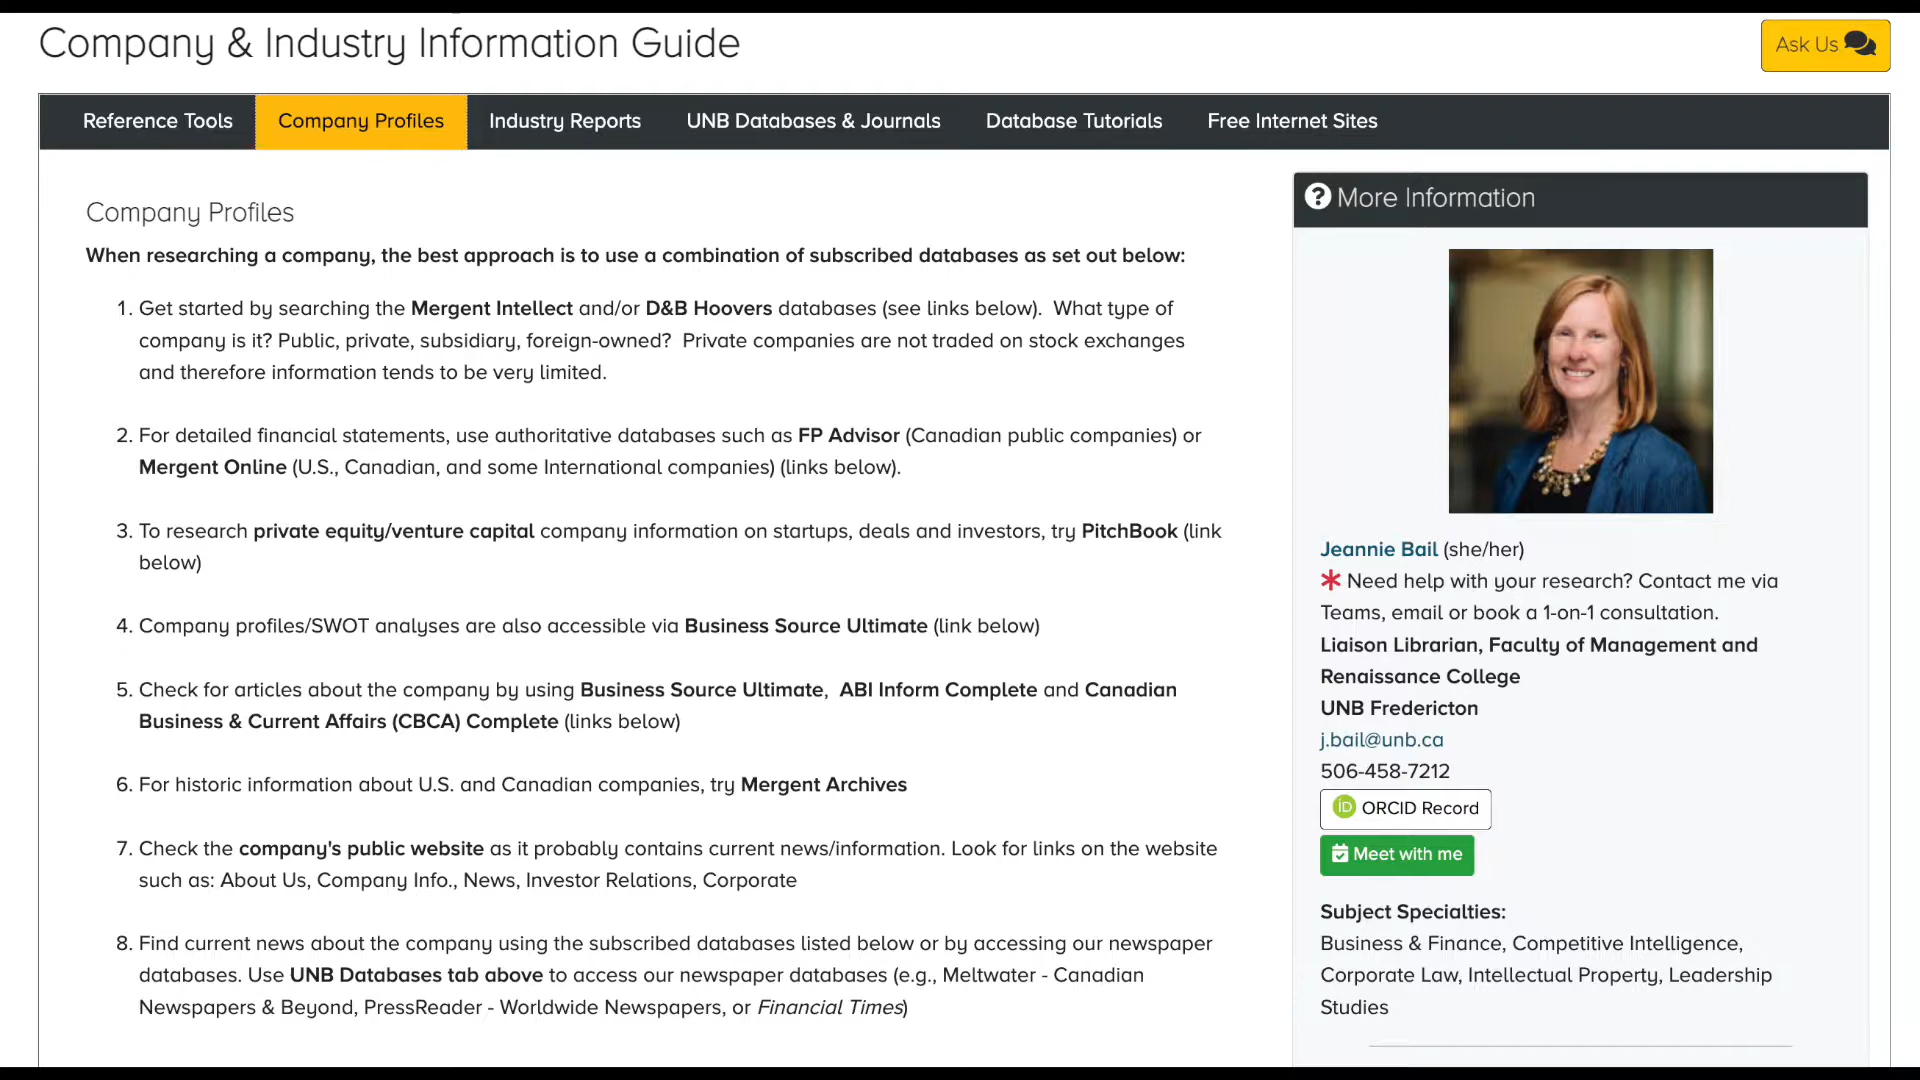 Company & Industry Information Guide
Ask Us
Reference Tools
Company Profiles
Industry Reports
UNB Databases & Journals
Database Tutorials
Free Internet Sites
Company Profiles
When researching a company, the best approach is to use a combination of subscribed databases as set out below:
1. Get started by searching the Mergent Intellect and/or D&B Hoovers databases (see links below).  What type of
company is it? Public, private, subsidiary, foreign-owned?  Private companies are not traded on stock exchanges
and therefore information tends to be very limited.
2. For detailed financial statements, use authoritative databases such as FP Advisor (Canadian public companies) or
Mergent Online (U.S., Canadian, and some International companies) (links below).
3. To research private equity/venture capital company information on startups, deals and investors, try PitchBook (link
below)
4. Company profiles/SWOT analyses are also accessible via Business Source Ultimate (link below)
5. Check for articles about the company by using Business Source Ultimate,  ABI Inform Complete and Canadian
Business & Current Affairs (CBCA) Complete (links below)
6. For historic information about U.S. and Canadian companies, try Mergent Archives
7. Check the company's public website as it probably contains current news/information. Look for links on the website
such as: About Us, Company Info., News, Investor Relations, Corporate
8. Find current news about the company using the subscribed databases listed below or by accessing our newspaper
databases. Use UNB Databases tab above to access our newspaper databases (e.g., Meltwater - Canadian
Newspapers & Beyond, PressReader - Worldwide Newspapers, or Financial Times)
? More Information
Jeannie Bail (she/her)
* Need help with your research? Contact me via
Teams, email or book a 1-on-1 consultation.
Liaison Librarian, Faculty of Management and
Renaissance College
UNB Fredericton
j.bail@unb.ca
506-458-7212
iD ORCID Record
Meet with me
Subject Specialties:
Business & Finance, Competitive Intelligence,
Corporate Law, Intellectual Property, Leadership
Studies